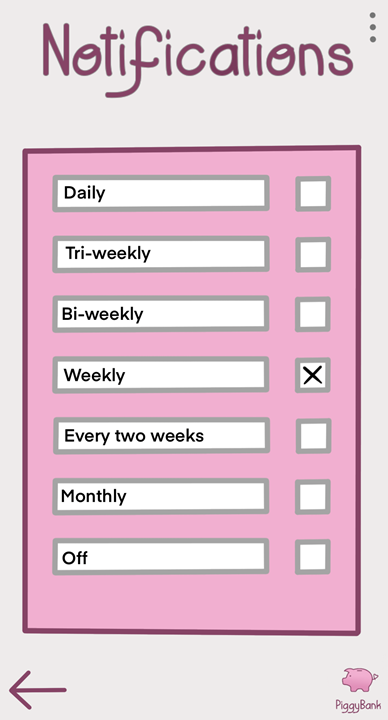 Notifications
Daily
Tri-weekly
Bi-weekly
Weekly
Every two weeks
Monthly
Off
PiggyBank